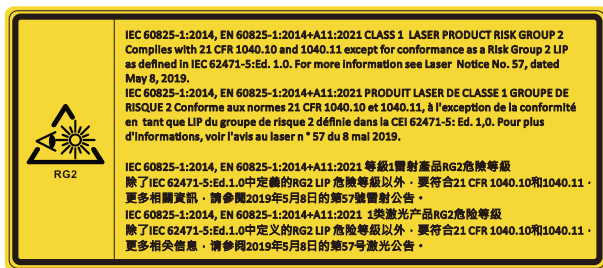 IEC 60825-1:2014, EN 60825-1:2014+A11:2021 CLASS 1 LASER PRODUCT RISK GROUP 2
Complies with 21 CFR 1040.10 and 1040.11 except for conformance as a Risk Group 2 LIP
as defined in IEC 62471-5:Ed. 1.0. For more information see Laser Notice No. 57, dated
May 8, 2019.
IEC 60825-1:2014, EN 60825-1:2014+A11:2021 PRODUIT LASER DE CLASSE 1 GROUPE DE
RISQUE 2 Conforme aux normes 21 CFR 1040.10 et 1040.11, à l'exception de la conformité
en tant que LIP du groupe de risque 2 définie dans la CEI 62471-5: Ed. 1,0. Pour plus
d'informations, voir l'avis au laser n ° 57 du 8 mai 2019.
RG2
IEC 60825-1:2014, EN 60825-1:2014+A11:2021 等級1雷射產品RG2危險等級
除了IEC 62471-5:Ed.1.0中定義的RG2 LIP 危險等級以外，要符合21 CFR 1040.10和1040.11，
更多相關資訊，請參閱2019年5月8日的第57號雷射公告。
IEC 60825-1:2014, EN 60825-1:2014+A11:2021 1类激光产品RG2危险等级
除了IEC 62471-5:Ed.1.0中定义的RG2 LIP 危险等级以外，要符合21 CFR 1040.10和1040.11，
更多相关信息，请参阅2019年5月8日的第57号激光公告。